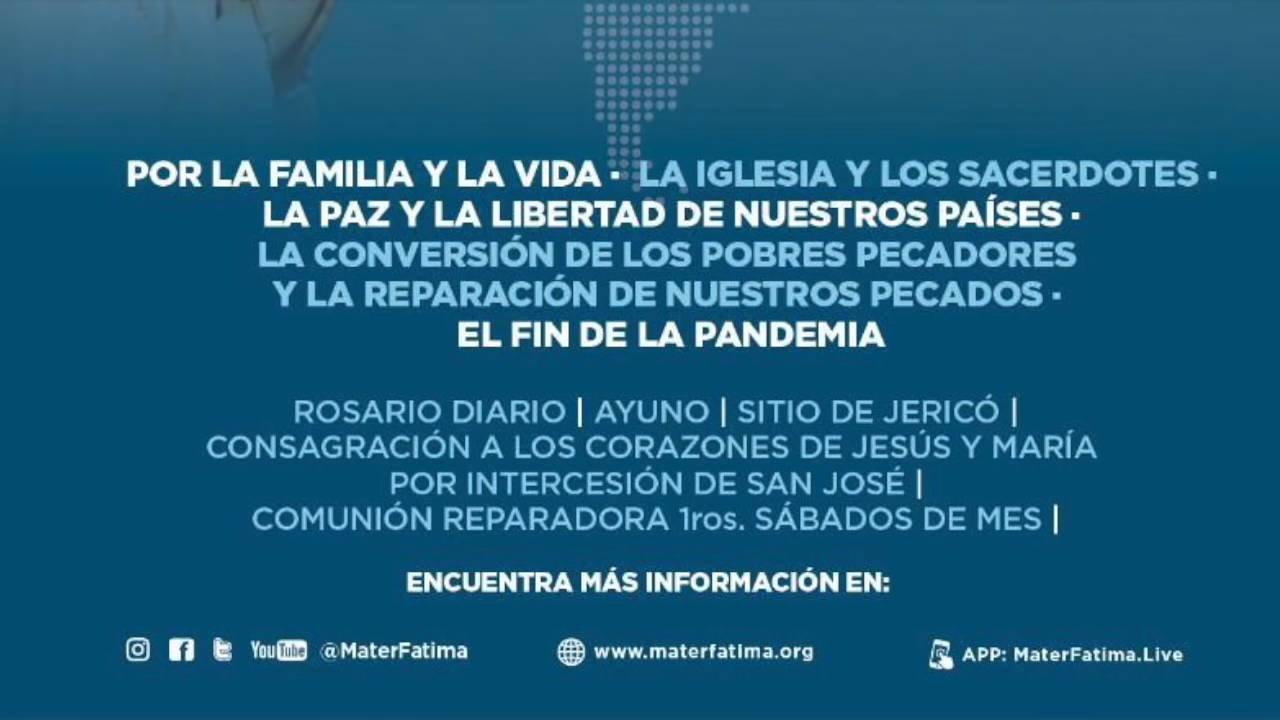 POR LA FAMILIA Y LA VIDA · LA IGLESIA Y LOS SACERDOTES ·
LA PAZ Y LA LIBERTAD DE NUESTROS PAÍSES ·
LA CONVERSIÓN DE LOS POBRES PECADORES
Y LA REPARACIÓN DE NUESTROS PECADOS ·
EL FIN DE LA PANDEMIA
ROSARIO DIARIO | AYUNO | SITIO DE JERICÓ |
CONSAGRACIÓN A LOS CORAZONES DE JESÚS Y MARÍA
POR INTERCESIÓN DE SAN JOSÉ |
COMUNIÓN REPARADORA 1ros. SÁBADOS DE MES |
ENCUENTRA MÁS INFORMACIÓN EN:
YouTube @MaterFatima www.materfatima.org APP: MaterFatima.Live